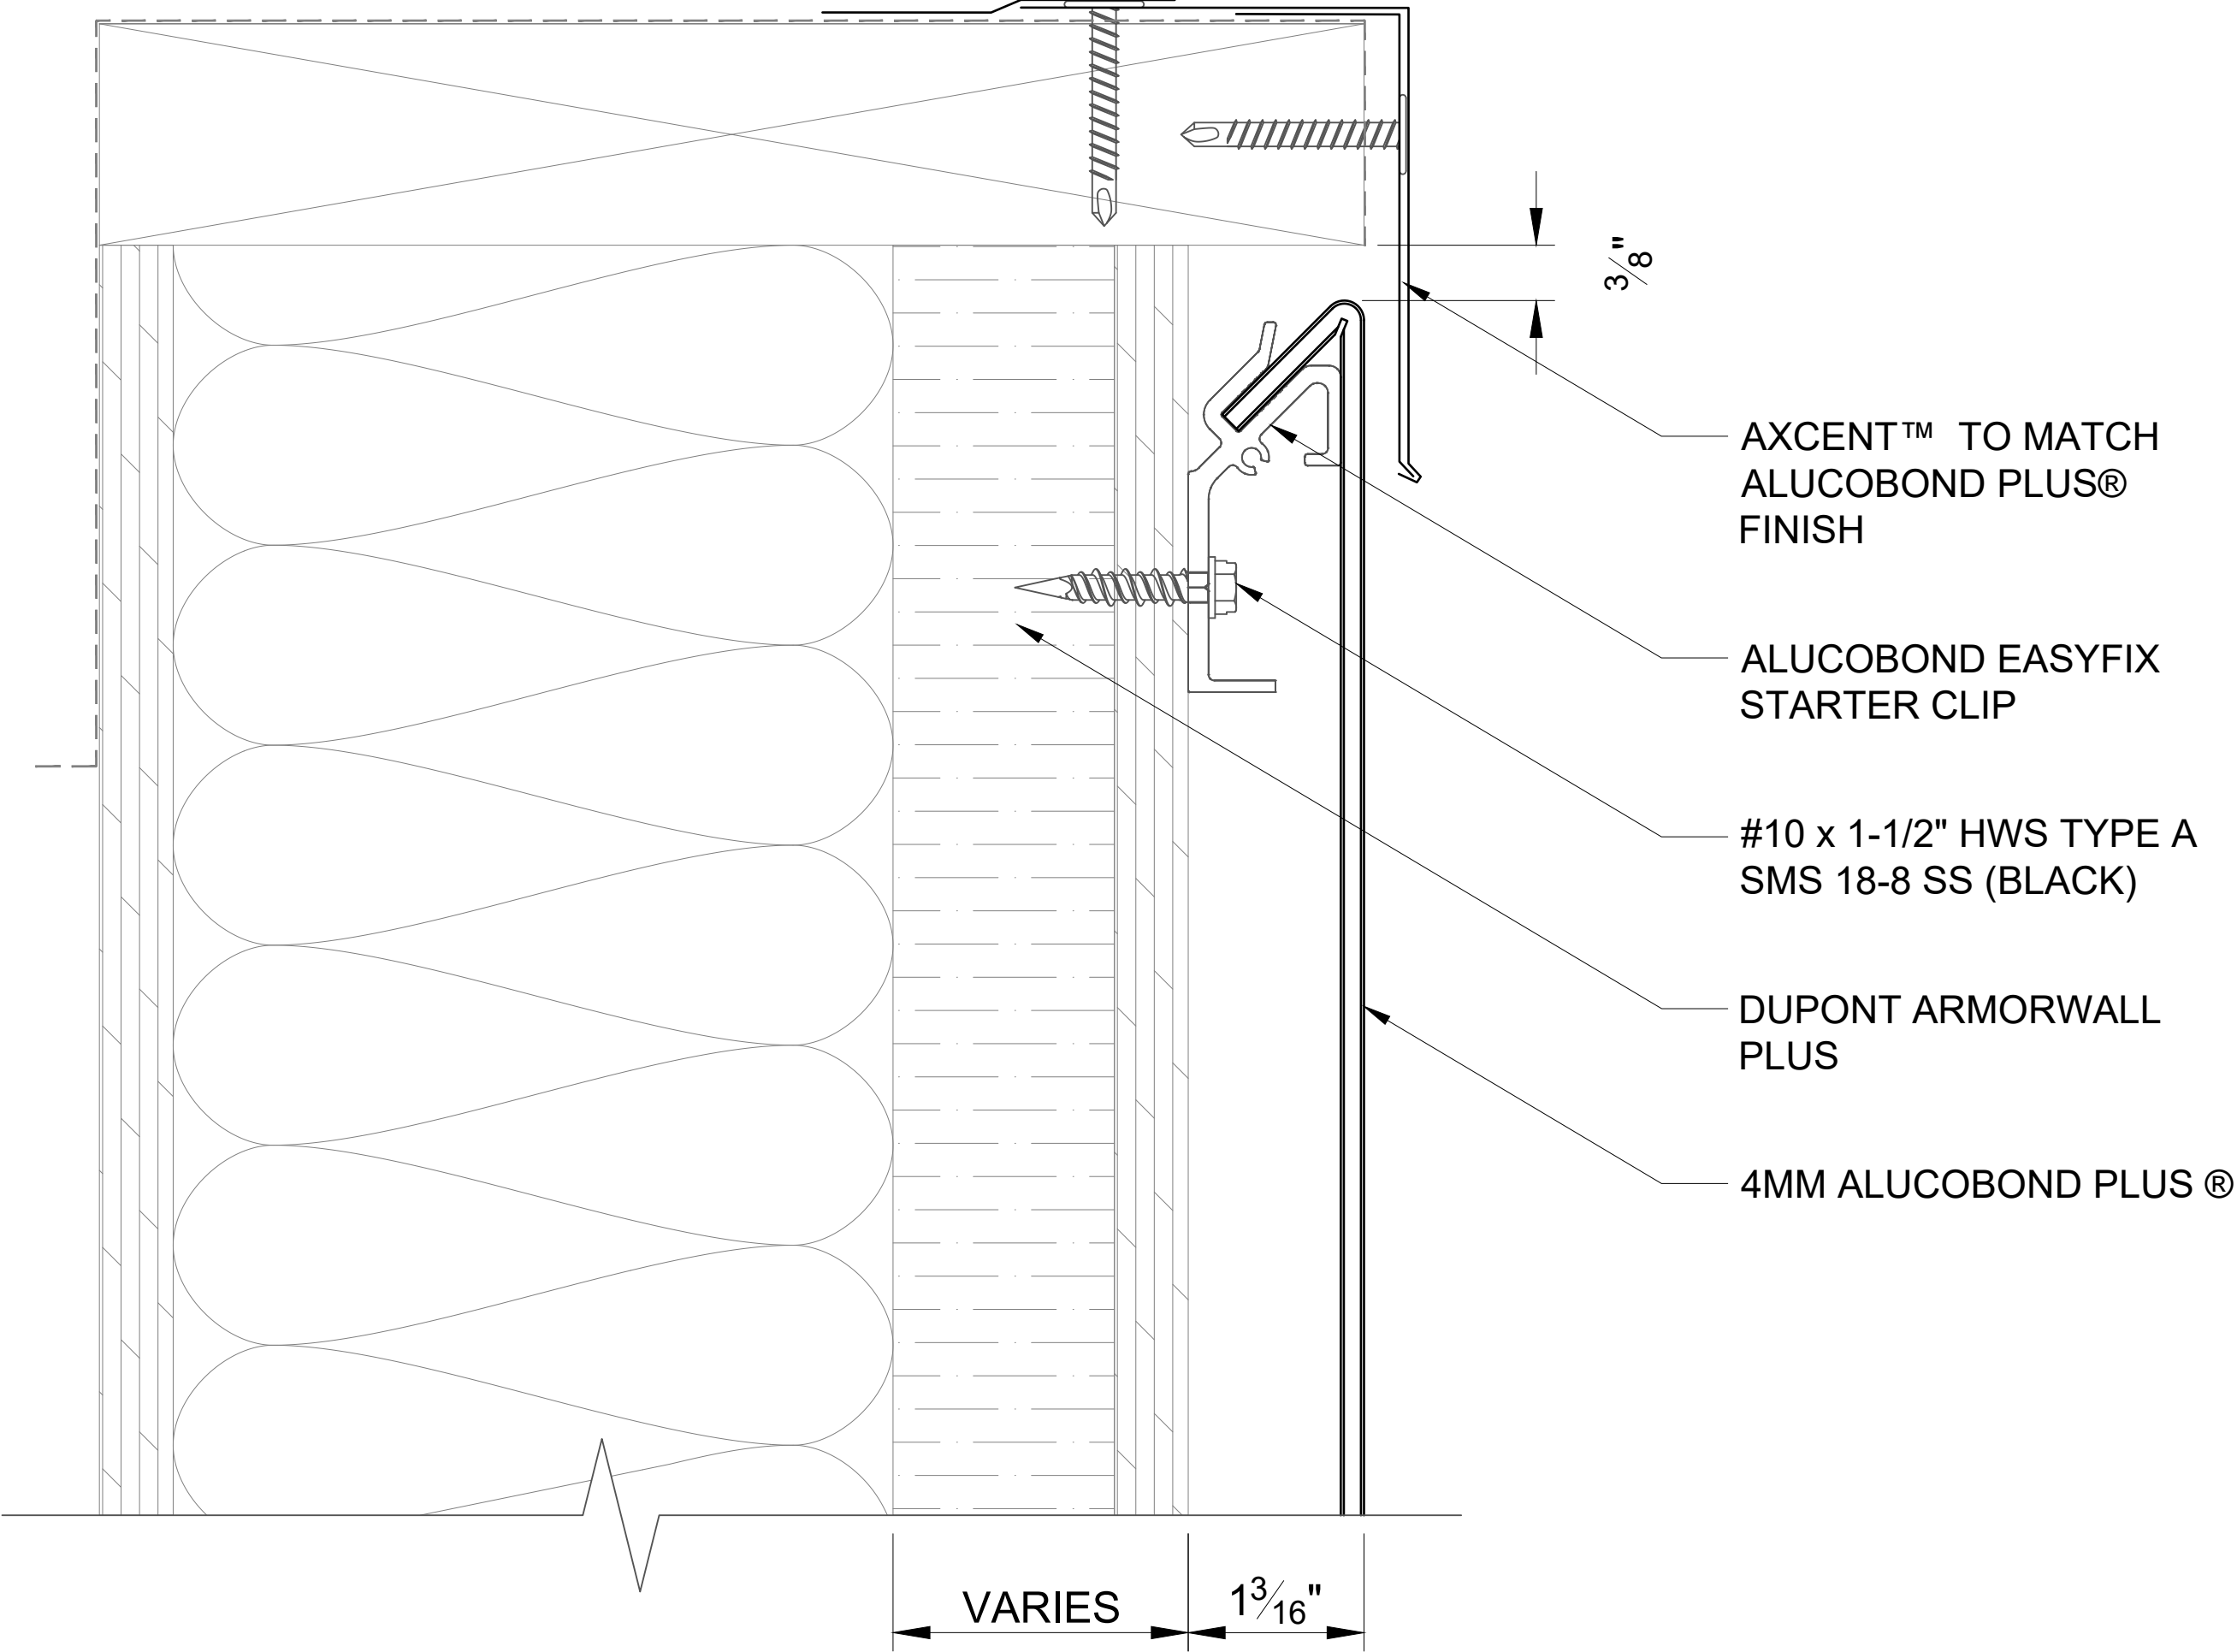 3/8"
AXCENT™ TO MATCH
ALUCOBOND PLUS®
FINISH
ALUCOBOND EASYFIX
STARTER CLIP
#10 x 1-1/2" HWS TYPE A
SMS 18-8 SS (BLACK)
DUPONT ARMORWALL
PLUS
4MM ALUCOBOND PLUS ®
VARIES
1 3/16"